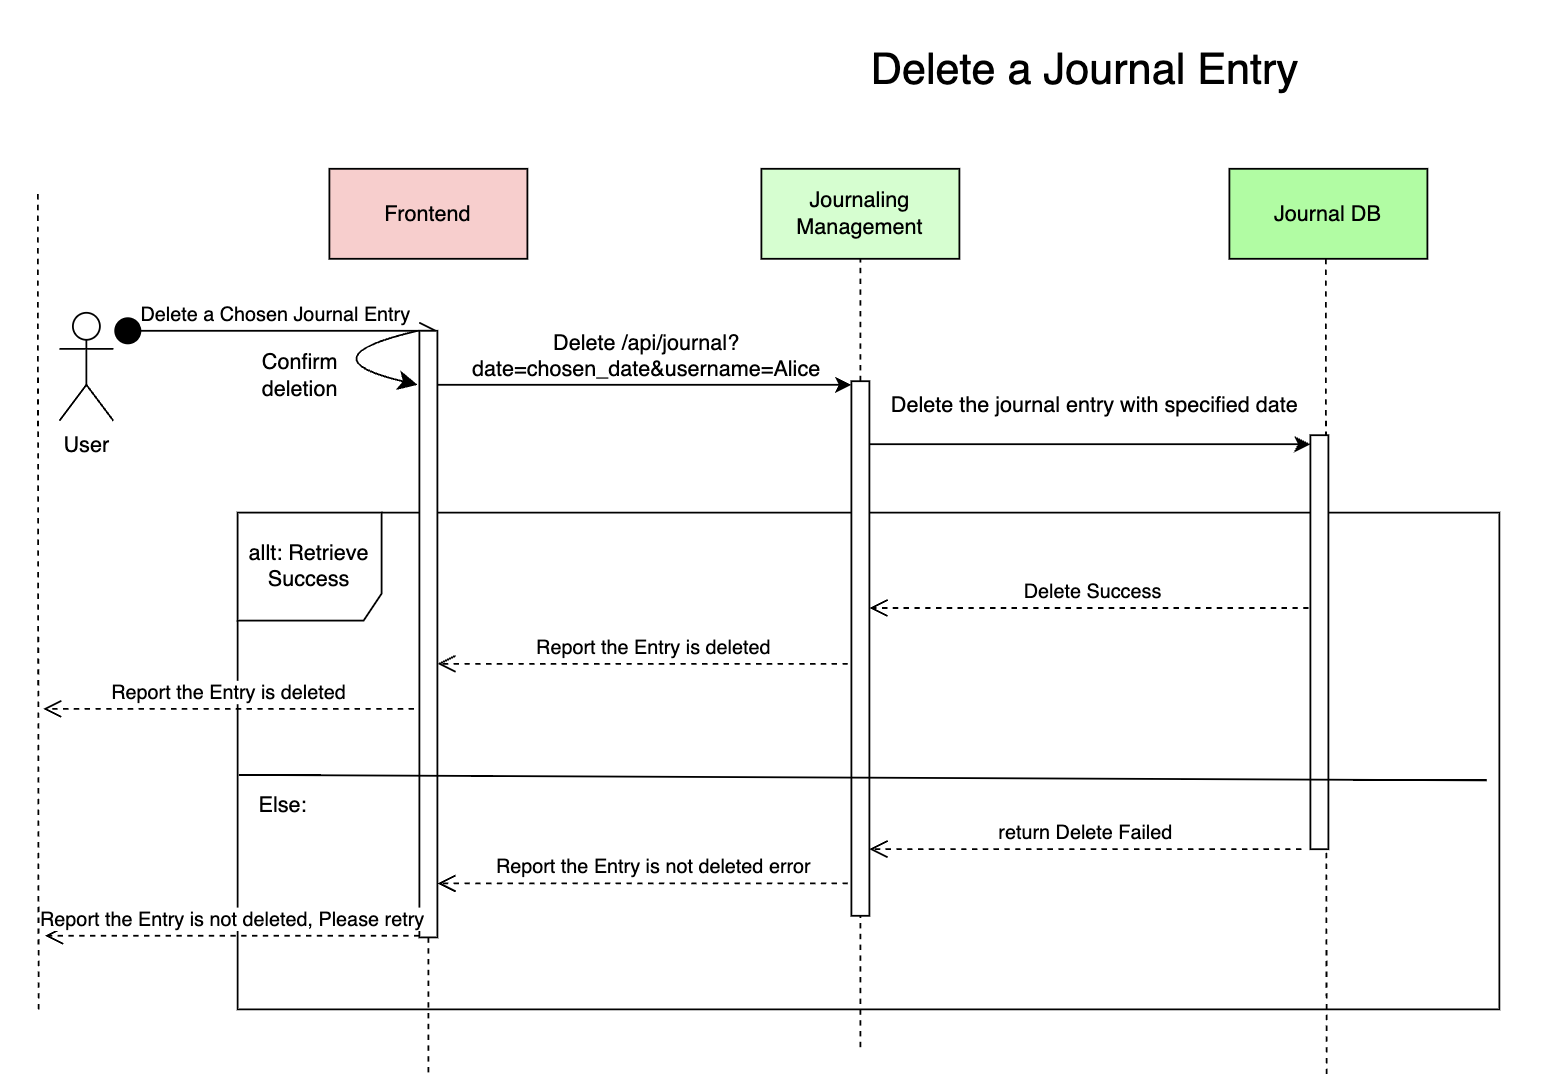 Delete a Journal Entry
Frontend
Journaling
Management
Journal DB
Delete a Chosen Journal Entry
Confirm
deletion
Delete /api/journal?
date=chosen_date&username=Alice
Delete the journal entry with specified date
User
allt: Retrieve
Success
Delete Success
Report the Entry is deleted
Report the Entry is deleted
Else:
return Delete Failed
Report the Entry is not deleted error
Report the Entry is not deleted, Please retry